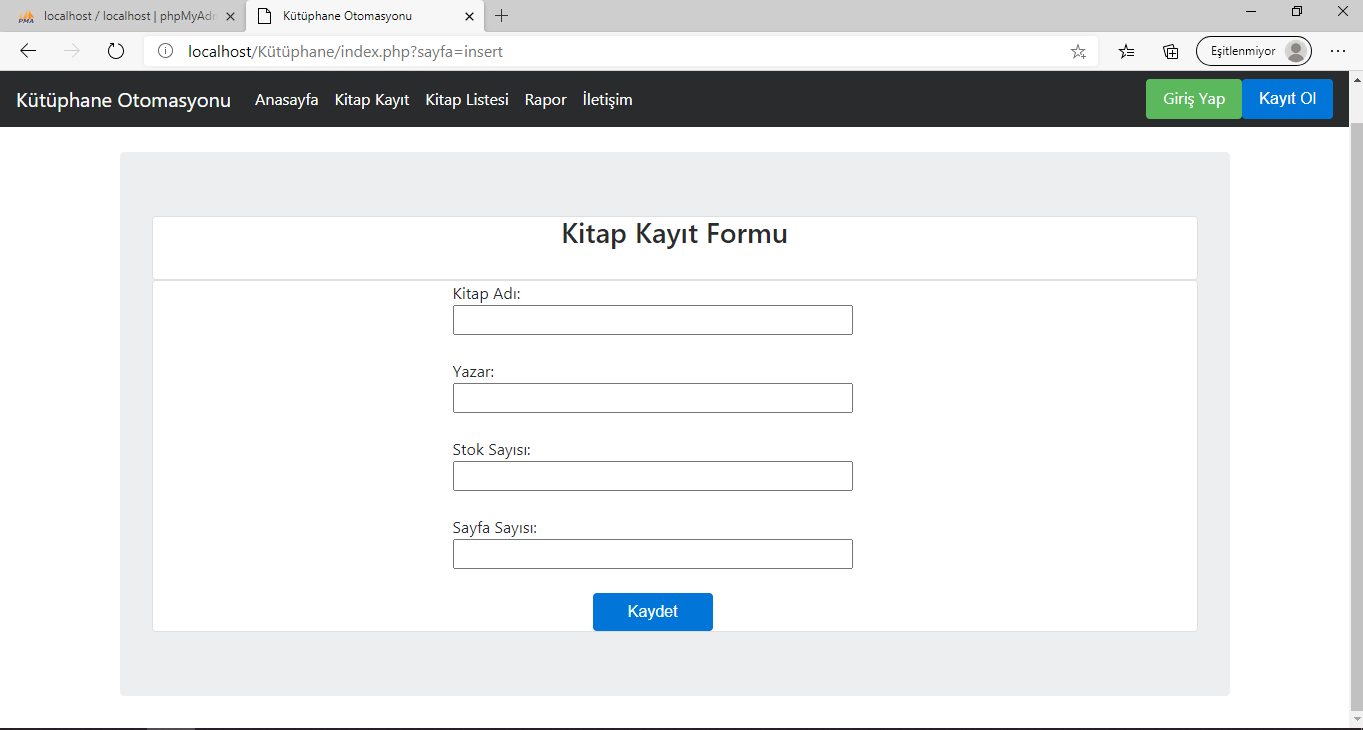 localhost / localhost | phpMyAdm
Kütüphane Otomasyonu
localhost/Kütüphane/index.php?sayfa=insert
Eşitlenmiyor
Kütüphane Otomasyonu Anasayfa Kitap Kayıt Kitap Listesi Rapor İletişim Giriş Yap Kayıt Ol
Kitap Kayıt Formu
Kitap Adı:
Yazar:
Stok Sayısı:
Sayfa Sayısı:
Kaydet